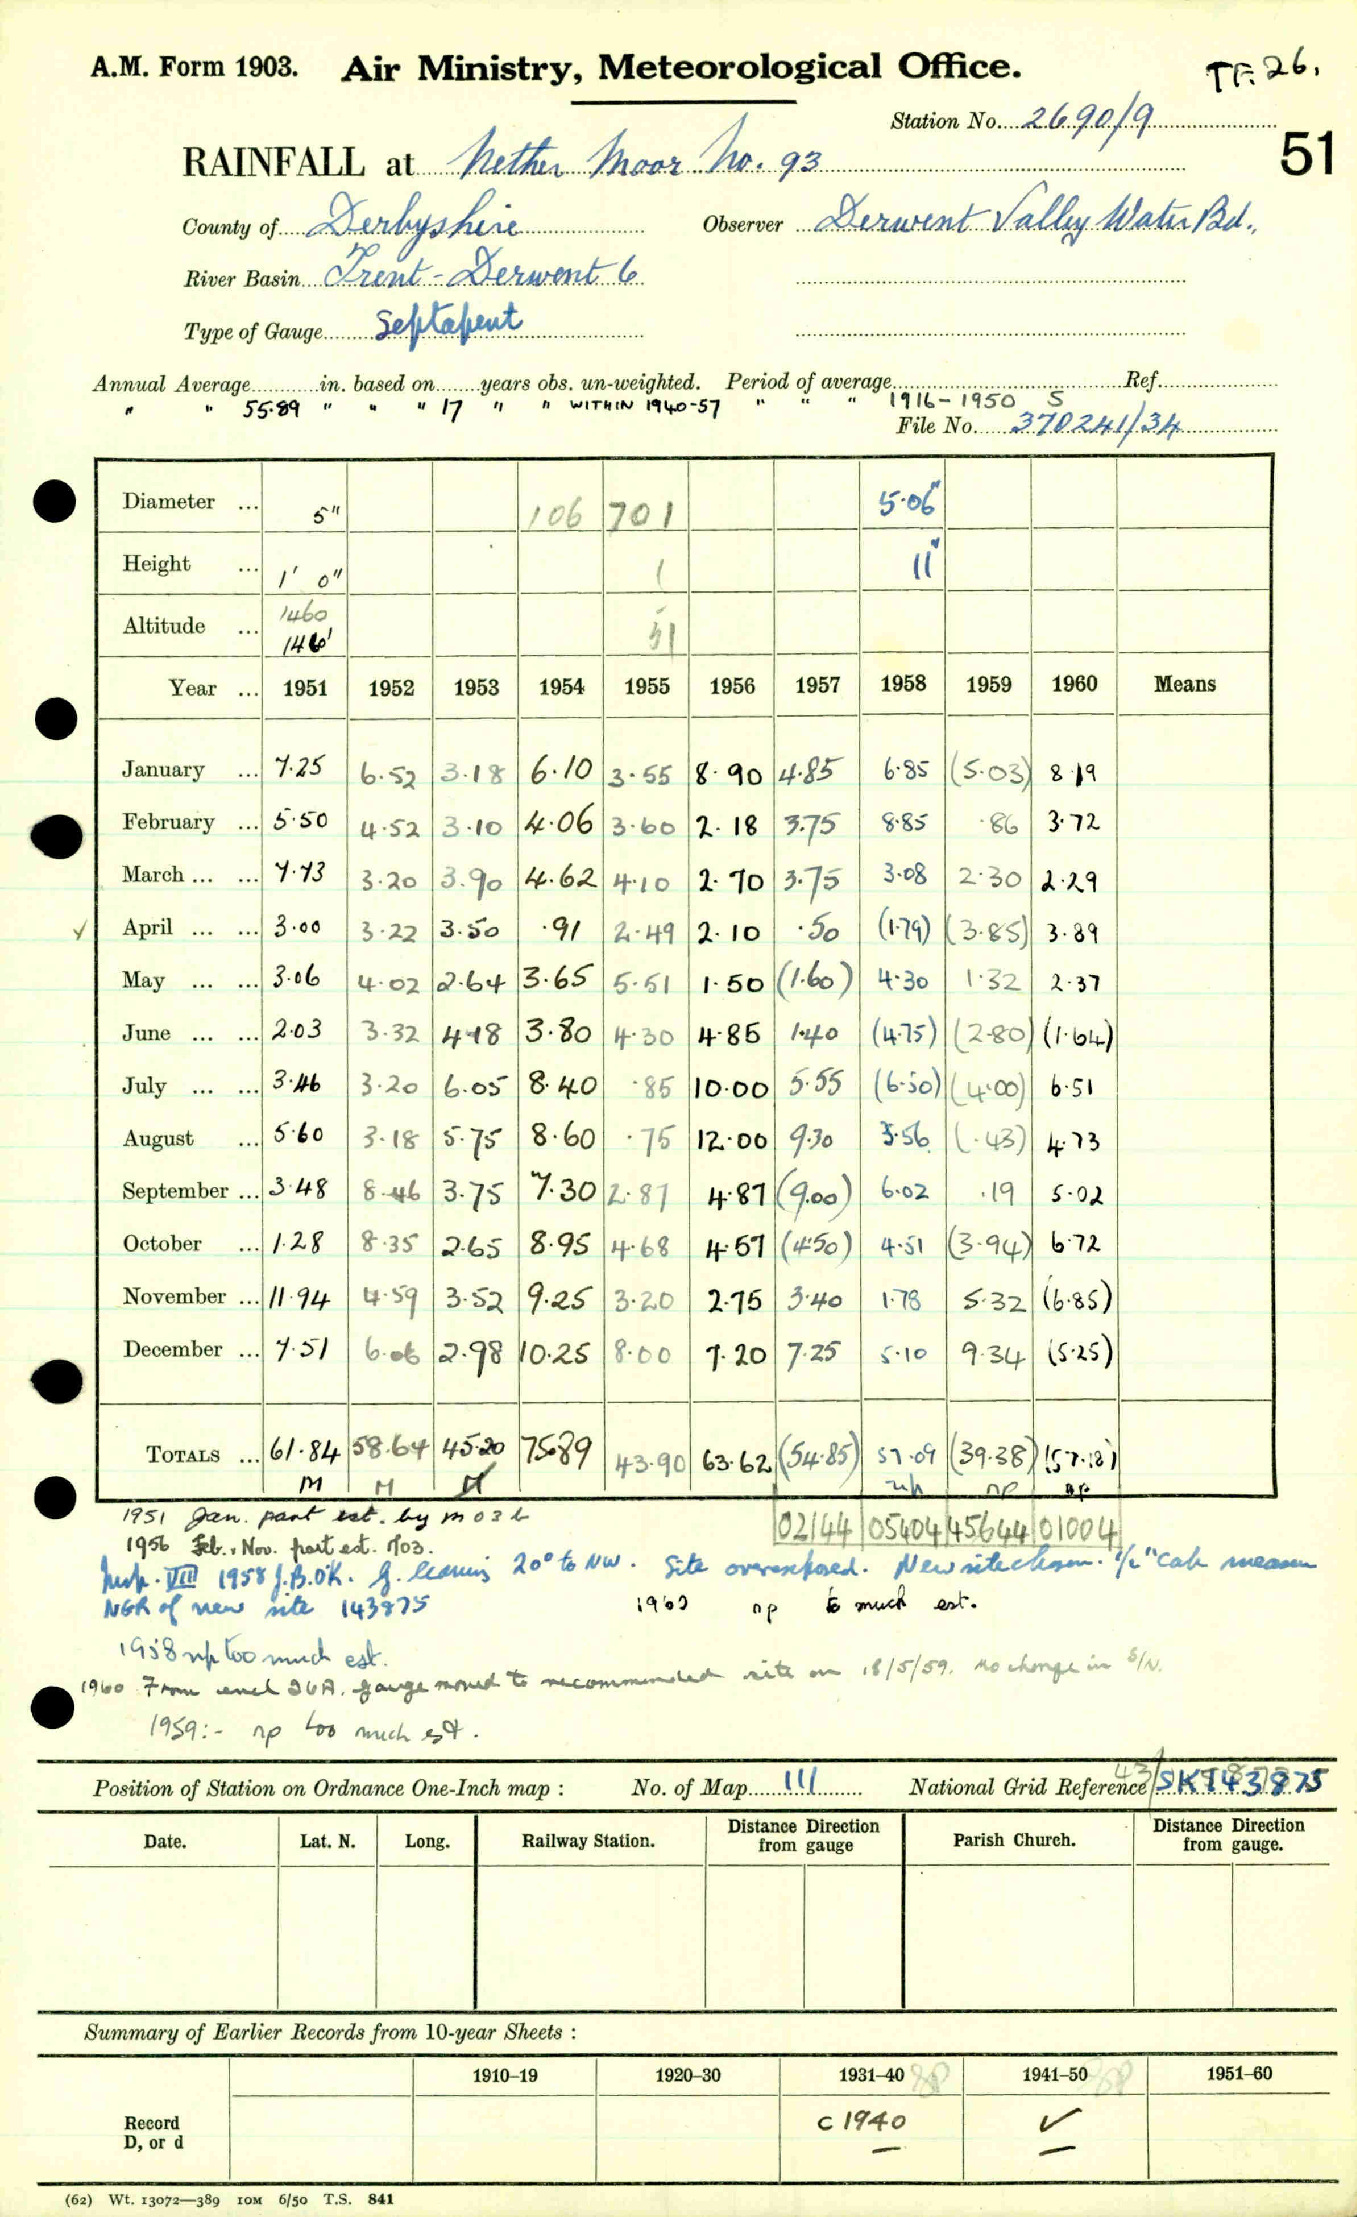 A.M. Form 1903. Air Ministry, Meteorological Office. TF.26.
Station No. 2690/9
51
RAINFALL at Nether Moor No. 93
County of Derbyshire Observer Derwent Valley Water Bd.,
River Basin Trent-Derwent 6
Type of Gauge Septapent
Annual Average in. based on years obs. un-weighted. Period of average Ref.
" " 55·89 " " " 17 " " WITHIN 1940-57 " " " 1916-1950 S
File No. 370241/34
Diameter ... 5" 106 701 5·06"
Height ... 1' 0" 1 11"
Altitude ... 1460
1460' 51
Year ... 1951 1952 1953 1954 1955 1956 1957 1958 1959 1960 Means
January ... 7·25 6·52 3·18 6·10 3·55 8·90 4·85 6·85 (5·03) 8·19
February ... 5·50 4·52 3·10 4·06 3·60 2·18 3·75 8·85 ·86 3·72
March ... ... 7·73 3·20 3·90 4·62 4·10 2·70 3·75 3·08 2·30 2·29
✓ April ... ... 3·00 3·22 3·50 ·91 2·49 2·10 ·50 (1·79) (3·85) 3·89
May ... ... 3·06 4·02 2·64 3·65 5·51 1·50 (1·60) 4·30 1·32 2·37
June ... ... 2·03 3·32 4·18 3·80 4·30 4·85 1·40 (4·75) (2·80) (1·64)
July ... ... 3·46 3·20 6·05 8·40 ·85 10·00 5·55 (6·50) (4·00) 6·51
August ... 5·60 3·18 5·75 8·60 ·75 12·00 9·30 3·56 (·43) 4·73
September ... 3·48 8·46 3·75 7·30 2·87 4·87 (9·00) 6·02 ·19 5·02
October ... 1·28 8·35 2·65 8·95 4·68 4·57 (4·50) 4·51 (3·94) 6·72
November ... 11·94 4·59 3·52 9·25 3·20 2·75 3·40 1·78 5·32 (6·85)
December ... 7·51 6·06 2·98 10·25 8·00 7·20 7·25 5·10 9·34 (5·25)
TOTALS ... 61·84 58·64 45·20 75·89 43·90 63·62 (54·85) 57·09 (39·38) (57·18)
M M M np np np
1951 Jan. part est. by M O 3 b 02144 05404 45644 01004
1956 Feb., Nov. part est. MO3.
Insp. VIII 1958 J.B. OK. G. leaning 20° to NW. Site overexposed. New site chosen. 1/2" cap measure
NGR of new site 143875 1960 np too much est.
1958 np too much est.
1960 From encl 26A. gauge moved to recommended site on 18/5/59. No change in S/N.
1959:- np too much est.
Position of Station on Ordnance One-Inch map : No. of Map 111 National Grid Reference 43/ SK143875
Date. Lat. N. Long. Railway Station. Distance from Direction gauge Parish Church. Distance from Direction gauge.
Summary of Earlier Records from 10-year Sheets :
1910–19 1920–30 1931–40 1941–50 1951–60
Record
D, or d c 1940 ✓
(62) Wt. 13072—389 10M 6/50 T.S. 841